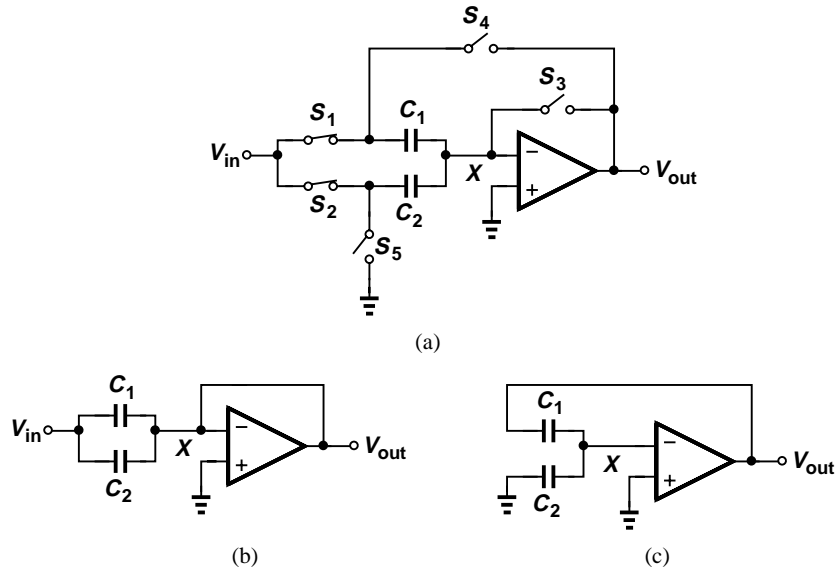 S4
S3
S1
C1
Vin
X
−
+
Vout
S2
C2
S5
(a)
C1
Vin
X
−
+
Vout
C2
(b)
C1
X
−
+
Vout
C2
(c)